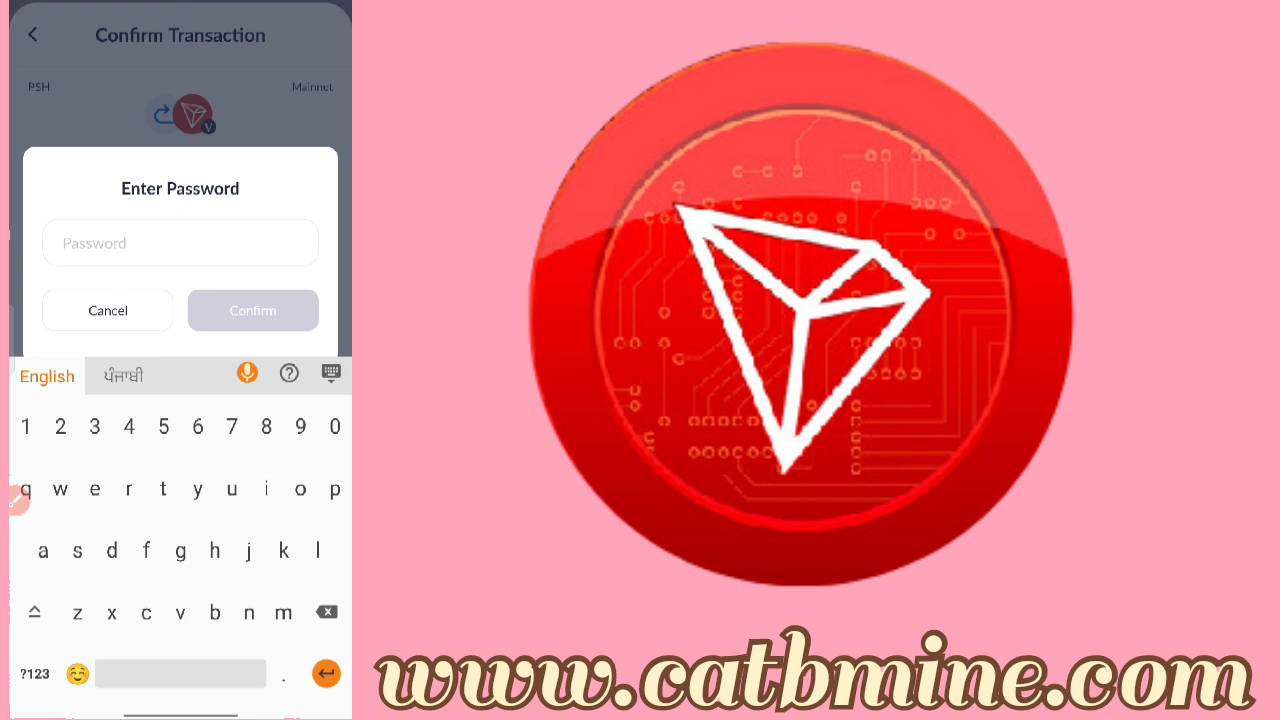 Confirm Transaction
PSH Mainnet
Enter Password
Password
Cancel Confirm
English ਪੰਜਾਬੀ
1 2 3 4 5 6 7 8 9 0
q w e r t y u i o p
a s d f g h j k l
z x c v b n m
?123 .
www.catbmine.com